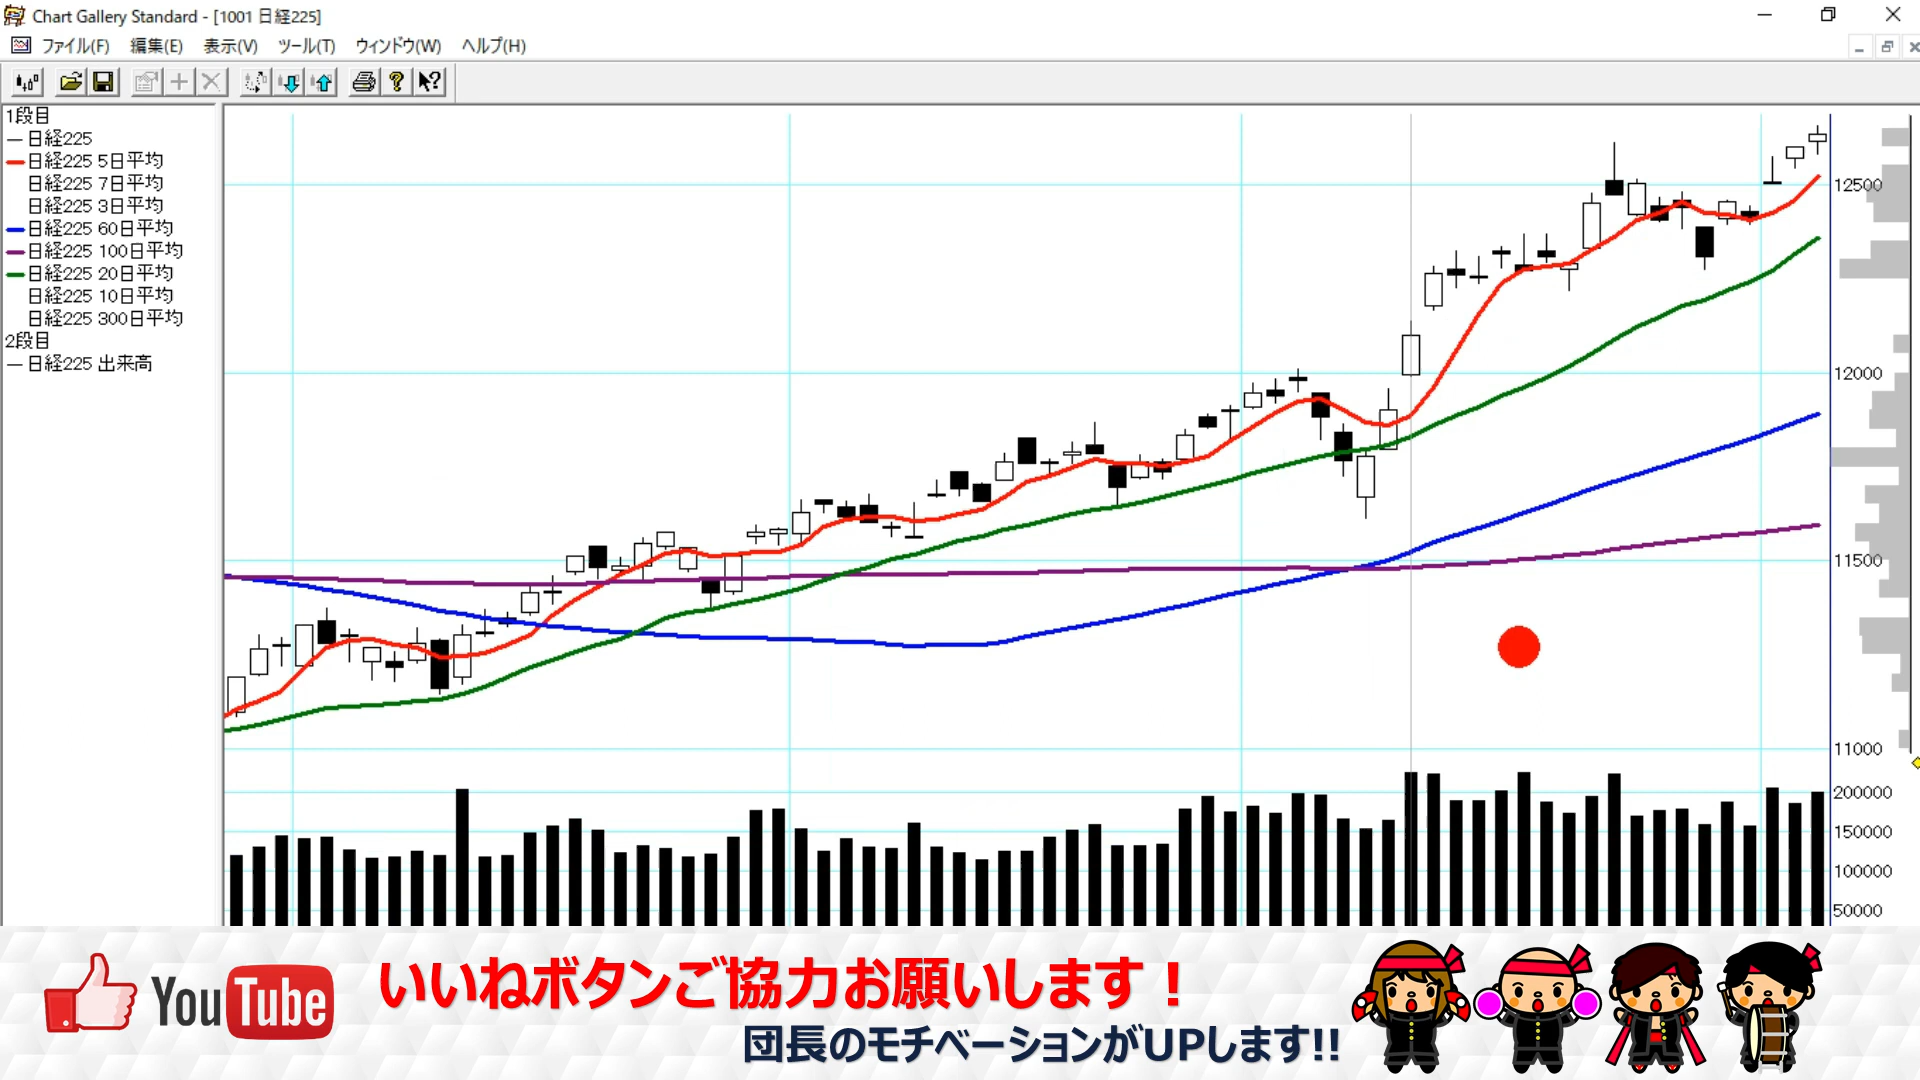 Chart Gallery Standard - [1001 日経225]
ファイル(F) 編集(E) 表示(V) ツール(T) ウィンドウ(W) ヘルプ(H)
1段目
日経225
日経225 5日平均
日経225 7日平均
日経225 3日平均
日経225 60日平均
日経225 100日平均
日経225 20日平均
日経225 10日平均
日経225 300日平均
2段目
日経225 出来高
12500
12000
11500
11000
200000
150000
100000
50000
YouTube
いいねボタンご協力お願いします！
団長のモチベーションがUPします!!